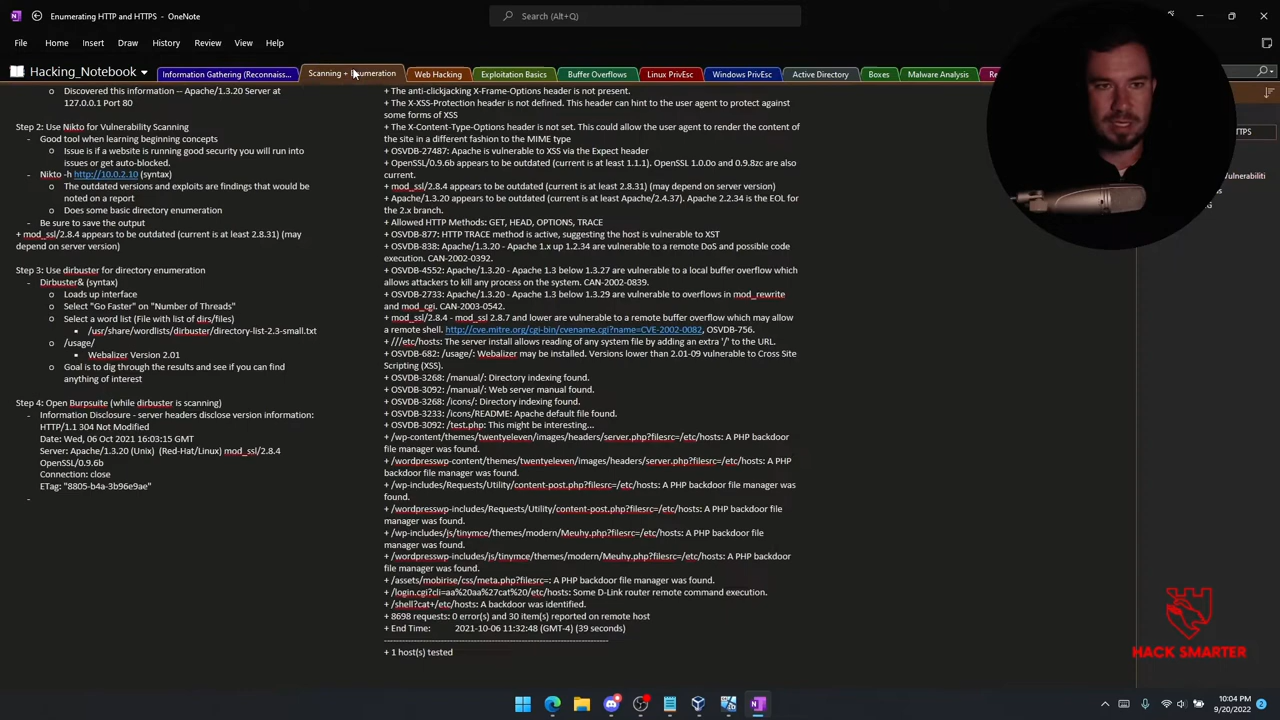 Enumerating HTTP and HTTPS - OneNote
Search (Alt+Q)
File Home Insert Draw History Review View Help
Hacking_Notebook
Information Gathering (Reconnaiss...
Scanning + Enumeration
Web Hacking
Exploitation Basics
Buffer Overflows
Linux PrivEsc
Windows PrivEsc
Active Directory
Boxes
Malware Analysis
o Discovered this information -- Apache/1.3.20 Server at
127.0.0.1 Port 80
Step 2: Use Nikto for Vulnerability Scanning
- Good tool when learning beginning concepts
o Issue is if a website is running good security you will run into
issues or get auto-blocked.
- Nikto -h http://10.0.2.10 (syntax)
o The outdated versions and exploits are findings that would be
noted on a report
o Does some basic directory enumeration
- Be sure to save the output
+ mod_ssl/2.8.4 appears to be outdated (current is at least 2.8.31) (may
depend on server version)
Step 3: Use dirbuster for directory enumeration
- Dirbuster& (syntax)
o Loads up interface
o Select "Go Faster" on "Number of Threads"
o Select a word list (File with list of dirs/files)
▪ /usr/share/wordlists/dirbuster/directory-list-2.3-small.txt
o /usage/
▪ Webalizer Version 2.01
o Goal is to dig through the results and see if you can find
anything of interest
Step 4: Open Burpsuite (while dirbuster is scanning)
- Information Disclosure - server headers disclose version information:
HTTP/1.1 304 Not Modified
Date: Wed, 06 Oct 2021 16:03:15 GMT
Server: Apache/1.3.20 (Unix) (Red-Hat/Linux) mod_ssl/2.8.4
OpenSSL/0.9.6b
Connection: close
ETag: "8805-b4a-3b96e9ae"
-
+ The anti-clickjacking X-Frame-Options header is not present.
+ The X-XSS-Protection header is not defined. This header can hint to the user agent to protect against
some forms of XSS
+ The X-Content-Type-Options header is not set. This could allow the user agent to render the content
of the site in a different fashion to the MIME type
+ OSVDB-27487: Apache is vulnerable to XSS via the Expect header
+ OpenSSL/0.9.6b appears to be outdated (current is at least 1.1.1). OpenSSL 1.0.0o and 0.9.8zc are also
current.
+ mod_ssl/2.8.4 appears to be outdated (current is at least 2.8.31) (may depend on server version)
+ Apache/1.3.20 appears to be outdated (current is at least Apache/2.4.37). Apache 2.2.34 is the EOL for
the 2.x branch.
+ Allowed HTTP Methods: GET, HEAD, OPTIONS, TRACE
+ OSVDB-877: HTTP TRACE method is active, suggesting the host is vulnerable to XST
+ OSVDB-838: Apache/1.3.20 - Apache 1.x up 1.2.34 are vulnerable to a remote DoS and possible code
execution. CAN-2002-0392.
+ OSVDB-4552: Apache/1.3.20 - Apache 1.3 below 1.3.27 are vulnerable to a local buffer overflow which
allows attackers to kill any process on the system. CAN-2002-0839.
+ OSVDB-2733: Apache/1.3.20 - Apache 1.3 below 1.3.29 are vulnerable to overflows in mod_rewrite
and mod_cgi. CAN-2003-0542.
+ mod_ssl/2.8.4 - mod_ssl 2.8.7 and lower are vulnerable to a remote buffer overflow which may allow
a remote shell. http://cve.mitre.org/cgi-bin/cvename.cgi?name=CVE-2002-0082, OSVDB-756.
+ ///etc/hosts: The server install allows reading of any system file by adding an extra '/' to the URL.
+ OSVDB-682: /usage/: Webalizer may be installed. Versions lower than 2.01-09 vulnerable to Cross Site
Scripting (XSS).
+ OSVDB-3268: /manual/: Directory indexing found.
+ OSVDB-3092: /manual/: Web server manual found.
+ OSVDB-3268: /icons/: Directory indexing found.
+ OSVDB-3233: /icons/README: Apache default file found.
+ OSVDB-3092: /test.php: This might be interesting...
+ /wp-content/themes/twentyeleven/images/headers/server.php?filesrc=/etc/hosts: A PHP backdoor
file manager was found.
+ /wordpresswp-content/themes/twentyeleven/images/headers/server.php?filesrc=/etc/hosts: A PHP
backdoor file manager was found.
+ /wp-includes/Requests/Utility/content-post.php?filesrc=/etc/hosts: A PHP backdoor file manager was
found.
+ /wordpresswp-includes/Requests/Utility/content-post.php?filesrc=/etc/hosts: A PHP backdoor file
manager was found.
+ /wp-includes/js/tinymce/themes/modern/Meuhy.php?filesrc=/etc/hosts: A PHP backdoor file
manager was found.
+ /wordpresswp-includes/js/tinymce/themes/modern/Meuhy.php?filesrc=/etc/hosts: A PHP backdoor
file manager was found.
+ /assets/mobirise/css/meta.php?filesrc=: A PHP backdoor file manager was found.
+ /login.cgi?cli=aa%20aa%27cat%20/etc/hosts: Some D-Link router remote command execution.
+ /shell?cat+/etc/hosts: A backdoor was identified.
+ 8698 requests: 0 error(s) and 30 item(s) reported on remote host
+ End Time: 2021-10-06 11:32:48 (GMT-4) (39 seconds)
---------------------------------------------------------------------------
+ 1 host(s) tested
HACK SMARTER
10:04 PM
9/20/2022
2